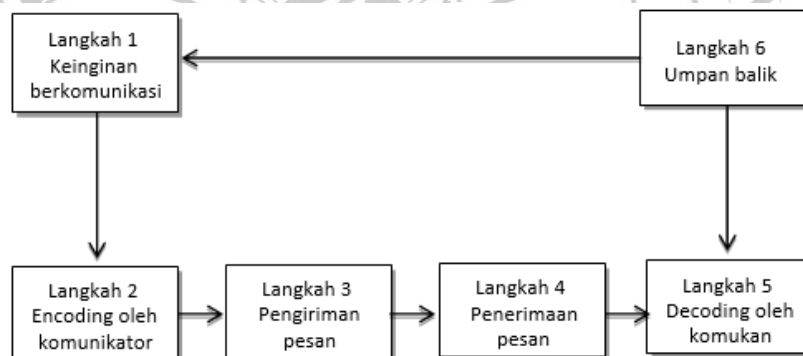 Langkah 1
Keinginan
berkomunikasi
Langkah 6
Umpan balik
Langkah 2
Encoding oleh
komunikator
Langkah 3
Pengiriman
pesan
Langkah 4
Penerimaan
pesan
Langkah 5
Decoding oleh
komukan